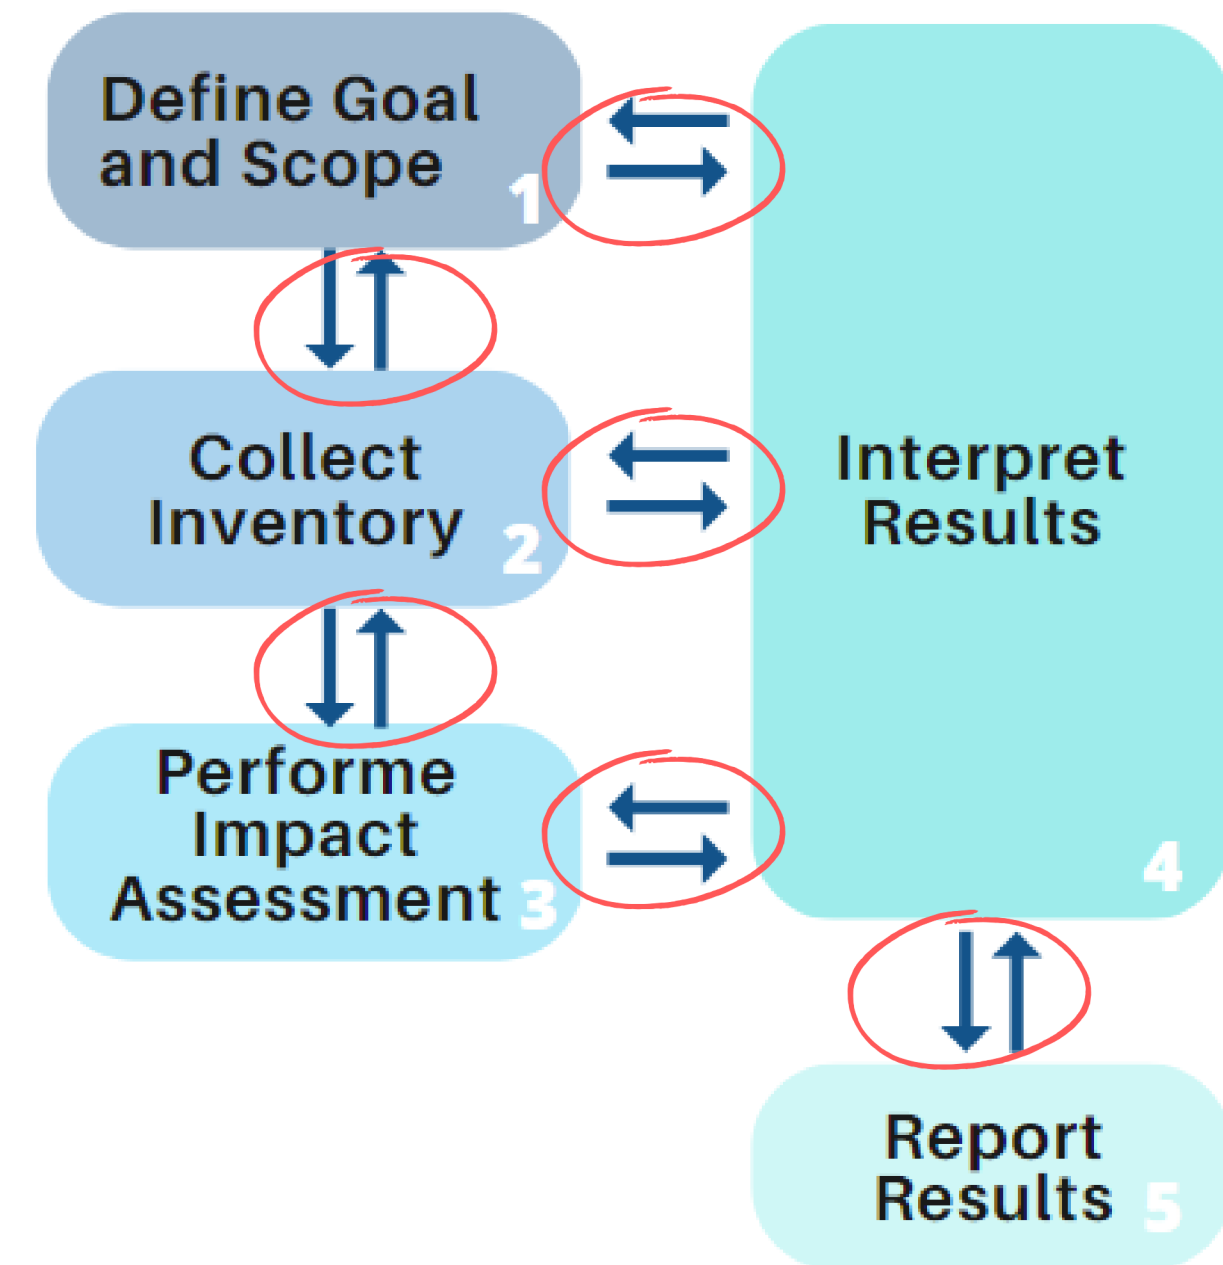 Define Goal
and Scope
1
Collect
Inventory
2
Performe
Impact
Assessment
3
Interpret
Results
4
Report
Results
5